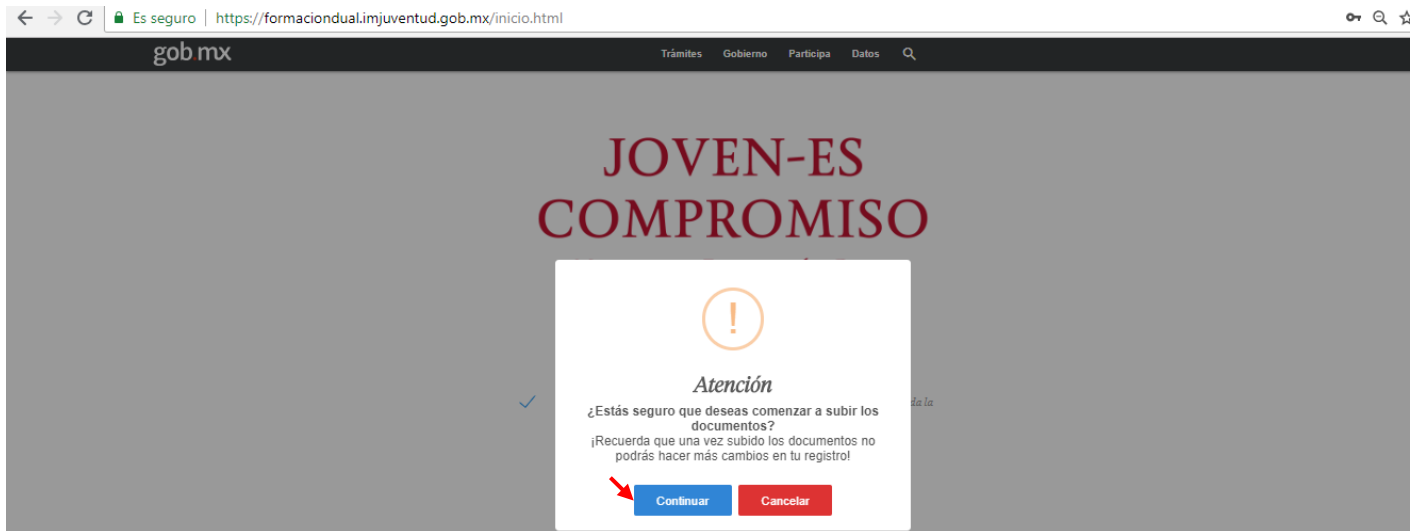 Es seguro | https://formaciondual.imjuventud.gob.mx/inicio.html
gob.mx Trámites Gobierno Participa Datos
JOVEN-ES
COMPROMISO
!
Atención
¿Estás seguro que deseas comenzar a subir los
documentos?
¡Recuerda que una vez subido los documentos no
podrás hacer más cambios en tu registro!
Continuar Cancelar